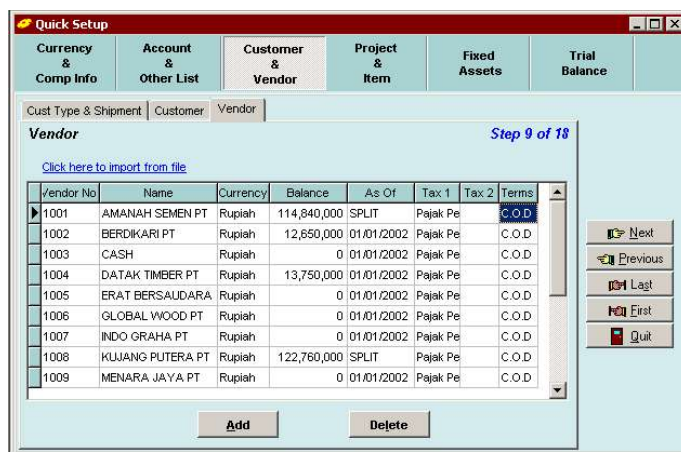 Quick Setup
Currency & Comp Info
Account & Other List
Customer & Vendor
Project & Item
Fixed Assets
Trial Balance
Cust Type & Shipment Customer Vendor
Vendor Step 9 of 18
Click here to import from file
Vendor No Name Currency Balance As Of Tax 1 Tax 2 Terms
1001 AMANAH SEMEN PT Rupiah 114,840,000 SPLIT Pajak Pe C.O.D
1002 BERDIKARI PT Rupiah 12,650,000 01/01/2002 Pajak Pe C.O.D
1003 CASH Rupiah 0 01/01/2002 Pajak Pe C.O.D
1004 DATAK TIMBER PT Rupiah 13,750,000 01/01/2002 Pajak Pe C.O.D
1005 ERAT BERSAUDARA Rupiah 0 01/01/2002 Pajak Pe C.O.D
1006 GLOBAL WOOD PT Rupiah 0 01/01/2002 Pajak Pe C.O.D
1007 INDO GRAHA PT Rupiah 0 01/01/2002 Pajak Pe C.O.D
1008 KUJANG PUTERA PT Rupiah 122,760,000 SPLIT Pajak Pe C.O.D
1009 MENARA JAYA PT Rupiah 0 01/01/2002 Pajak Pe C.O.D
Add Delete
Next
Previous
Last
First
Quit